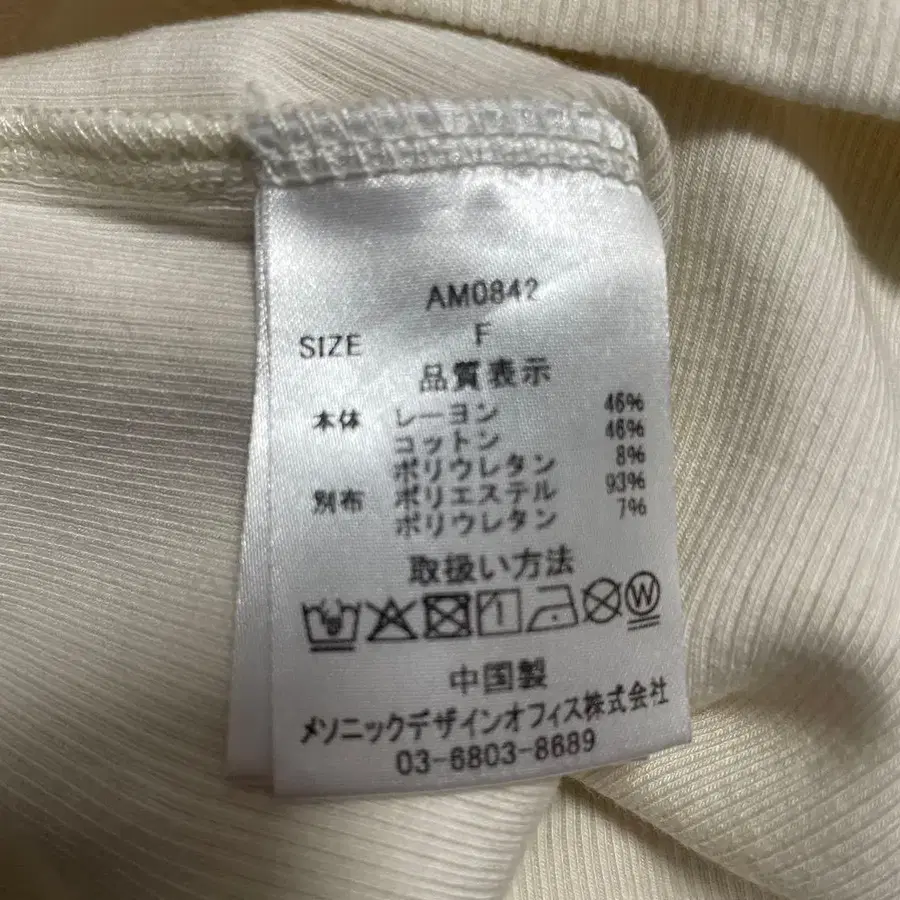 AM0842
SIZE F
品質表示
本体 レーヨン 46%
コットン 46%
ポリウレタン 8%
別布 ポリエステル 93%
ポリウレタン 7%
取扱い方法
W
中国製
メソニックデザインオフィス株式会社
03-6803-8689